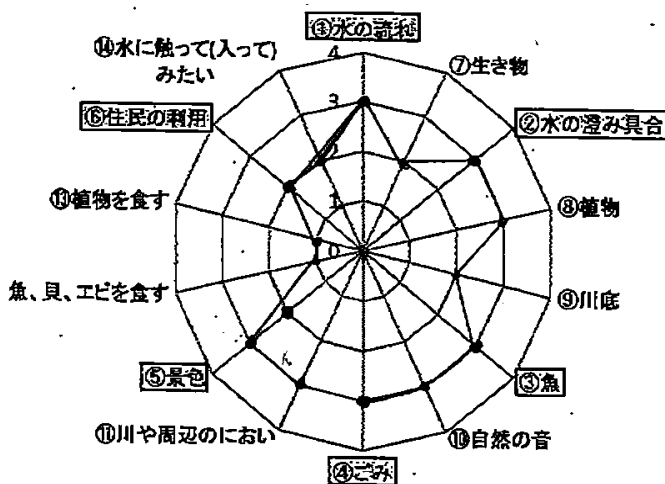 ①水の流れ
⑭水に触って(入って)
みたい
⑦生き物
⑥住民の利用
②水の澄み具合
4
3
2
1
0
⑬植物を食す
⑧植物
魚、貝、エビを食す
⑨川底
⑤景色
③魚
⑪川や周辺のにおい
⑩自然の音
④ごみ